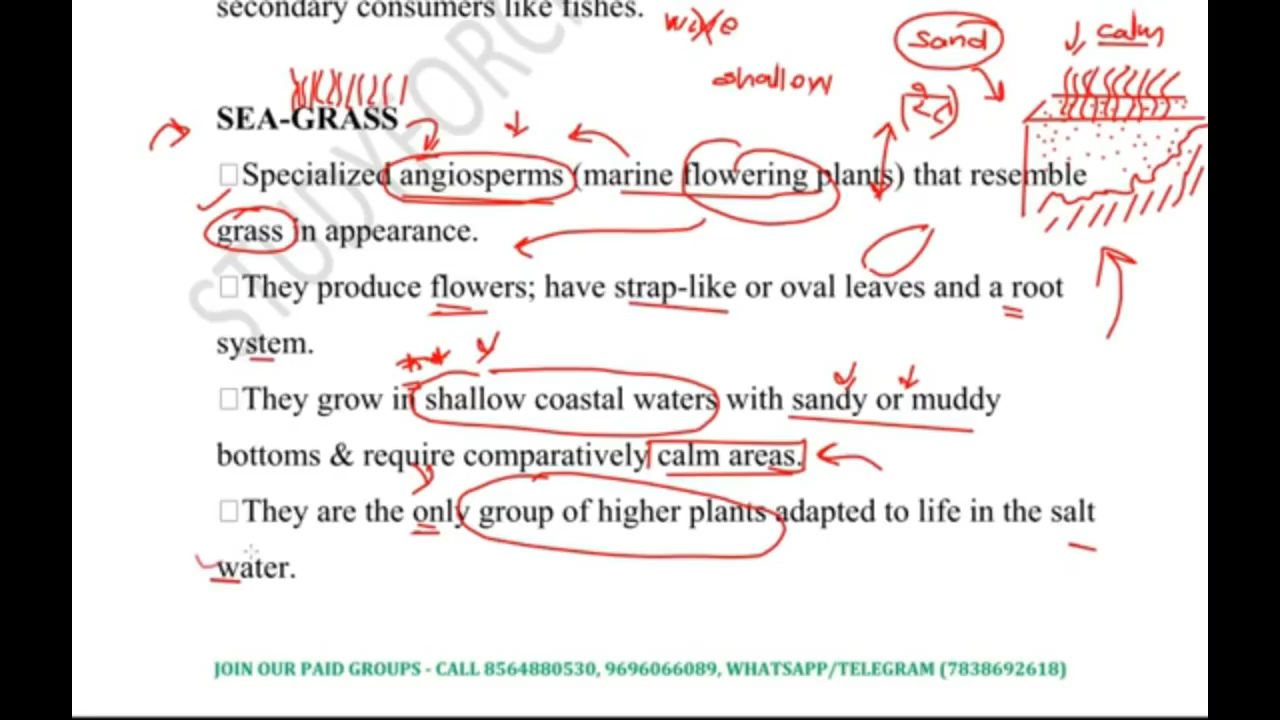 secondary consumers like fishes.
wixe
sand
calm
shallow
(रेत)
SEA-GRASS
Specialized angiosperms (marine flowering plants) that resemble
grass in appearance.
They produce flowers; have strap-like or oval leaves and a root
system.
They grow in shallow coastal waters with sandy or muddy
bottoms & require comparatively calm areas.
They are the only group of higher plants adapted to life in the salt
water.
JOIN OUR PAID GROUPS - CALL 8564880530, 9696066089, WHATSAPP/TELEGRAM (7838692618)
STUDYFORC